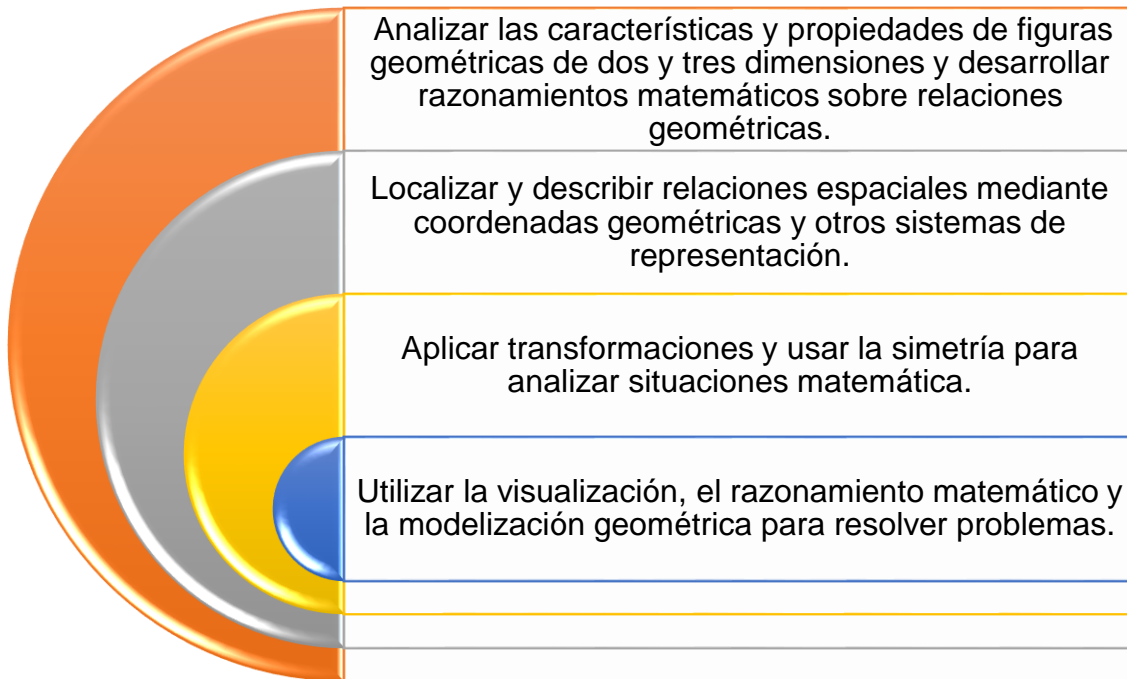 Analizar las características y propiedades de figuras
geométricas de dos y tres dimensiones y desarrollar
razonamientos matemáticos sobre relaciones
geométricas.
Localizar y describir relaciones espaciales mediante
coordenadas geométricas y otros sistemas de
representación.
Aplicar transformaciones y usar la simetría para
analizar situaciones matemática.
Utilizar la visualización, el razonamiento matemático y
la modelización geométrica para resolver problemas.